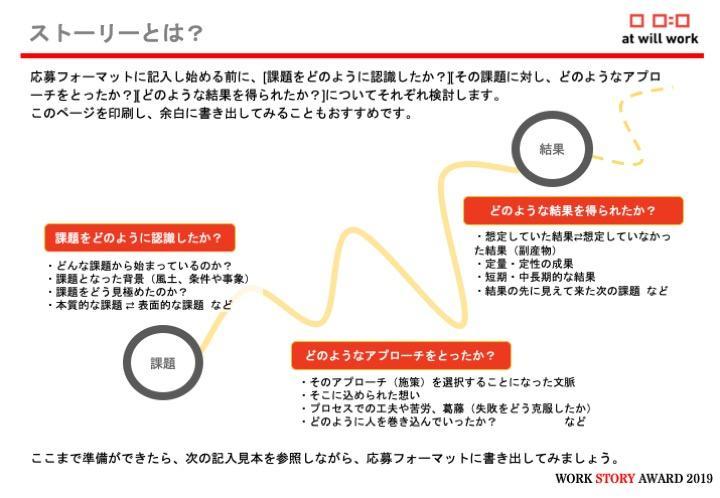 ストーリーとは？
at will work
応募フォーマットに記入し始める前に、[課題をどのように認識したか？][その課題に対し、どのようなアプロ
ーチをとったか？][どのような結果を得られたか？]についてそれぞれ検討します。
このページを印刷し、余白に書き出してみることもおすすめです。
結果
どのような結果を得られたか？
・想定していた結果⇄想定していなかっ
た結果（副産物）
・定量・定性の成果
・短期・中長期的な結果
・結果の先に見えて来た次の課題 など
課題をどのように認識したか？
・どんな課題から始まっているのか？
・課題となった背景（風土、条件や事象）
・課題をどう見極めたのか？
・本質的な課題 ⇄ 表面的な課題 など
課題
どのようなアプローチをとったか？
・そのアプローチ（施策）を選択することになった文脈
・そこに込められた想い
・プロセスでの工夫や苦労、葛藤（失敗をどう克服したか）
・どのように人を巻き込んでいったか？ など
ここまで準備ができたら、次の記入見本を参照しながら、応募フォーマットに書き出してみましょう。
WORK STORY AWARD 2019